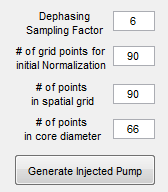 Dephasing
Sampling Factor
6
# of grid points for
initial Normalization
90
# of points
in spatial grid
90
# of points
in core diameter
66
Generate Injected Pump